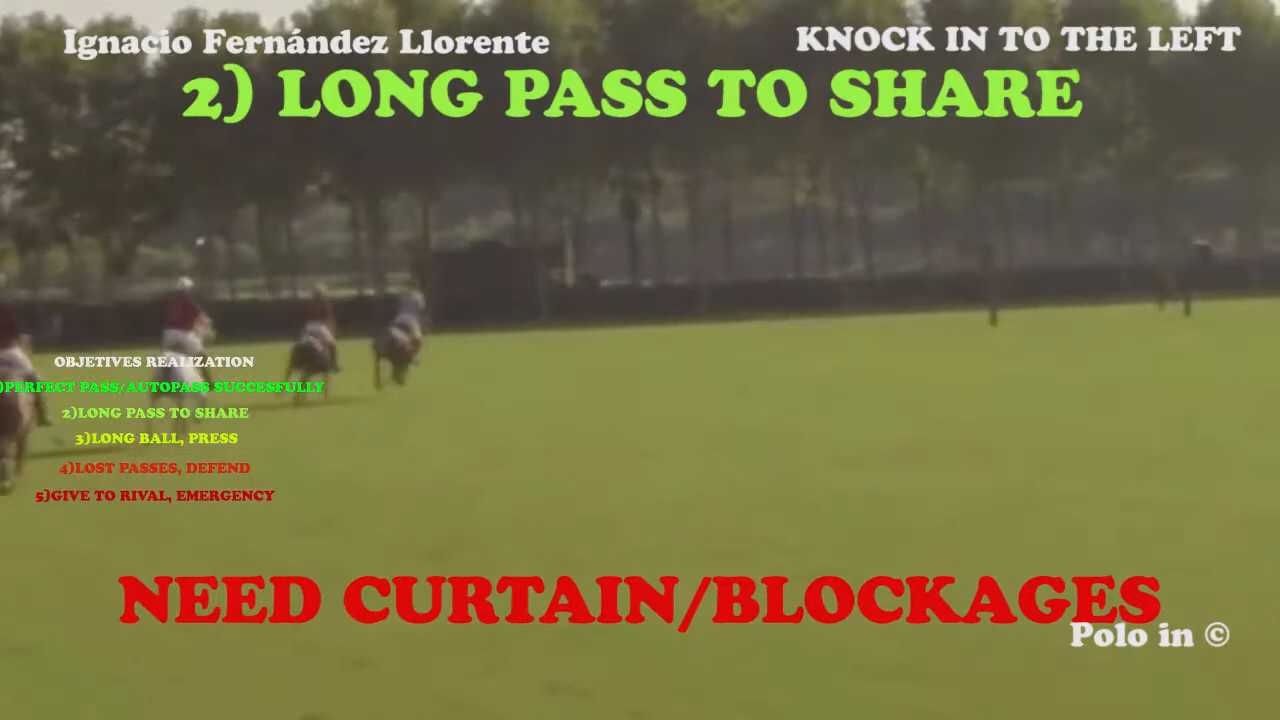 Ignacio Fernández Llorente
KNOCK IN TO THE LEFT
2) LONG PASS TO SHARE
OBJETIVES REALIZATION
)PERFECT PASS/AUTOPASS SUCCESFULLY
2)LONG PASS TO SHARE
3)LONG BALL, PRESS
4)LOST PASSES, DEFEND
5)GIVE TO RIVAL, EMERGENCY
NEED CURTAIN/BLOCKAGES
Polo in ©